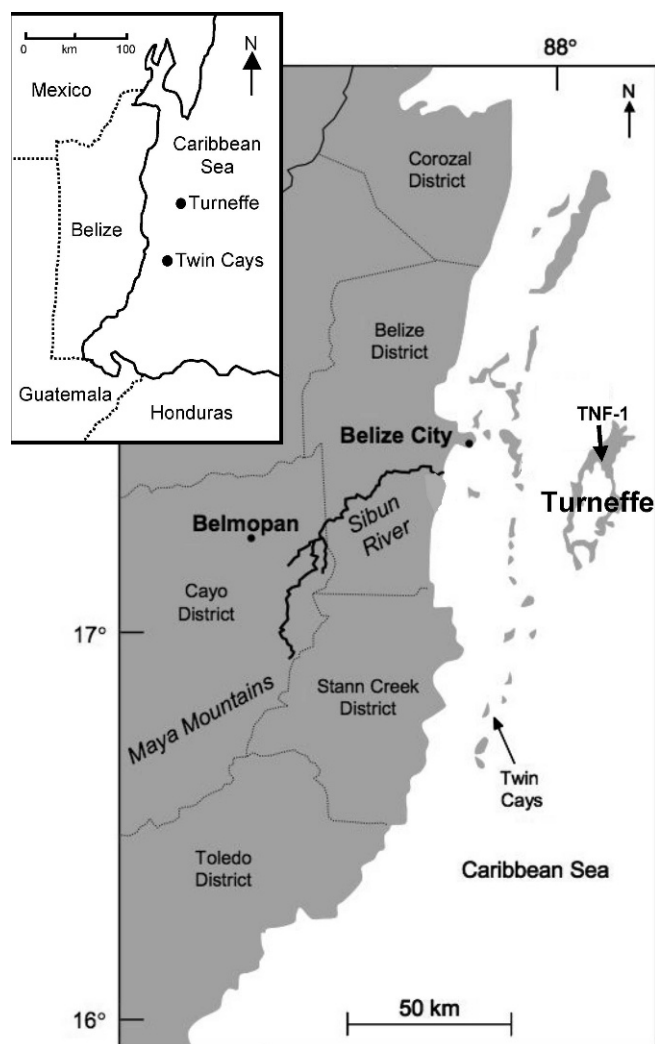 0 km 100
N
Mexico
Caribbean
Sea
Turneffe
Belize
Twin Cays
Guatemala
Honduras
88°
N
Corozal
District
Belize
District
TNF-1
Belize City
Turneffe
Belmopan
Sibun
River
Cayo
District
17°
Stann Creek
District
Maya Mountains
Twin
Cays
Toledo
District
Caribbean Sea
50 km
16°